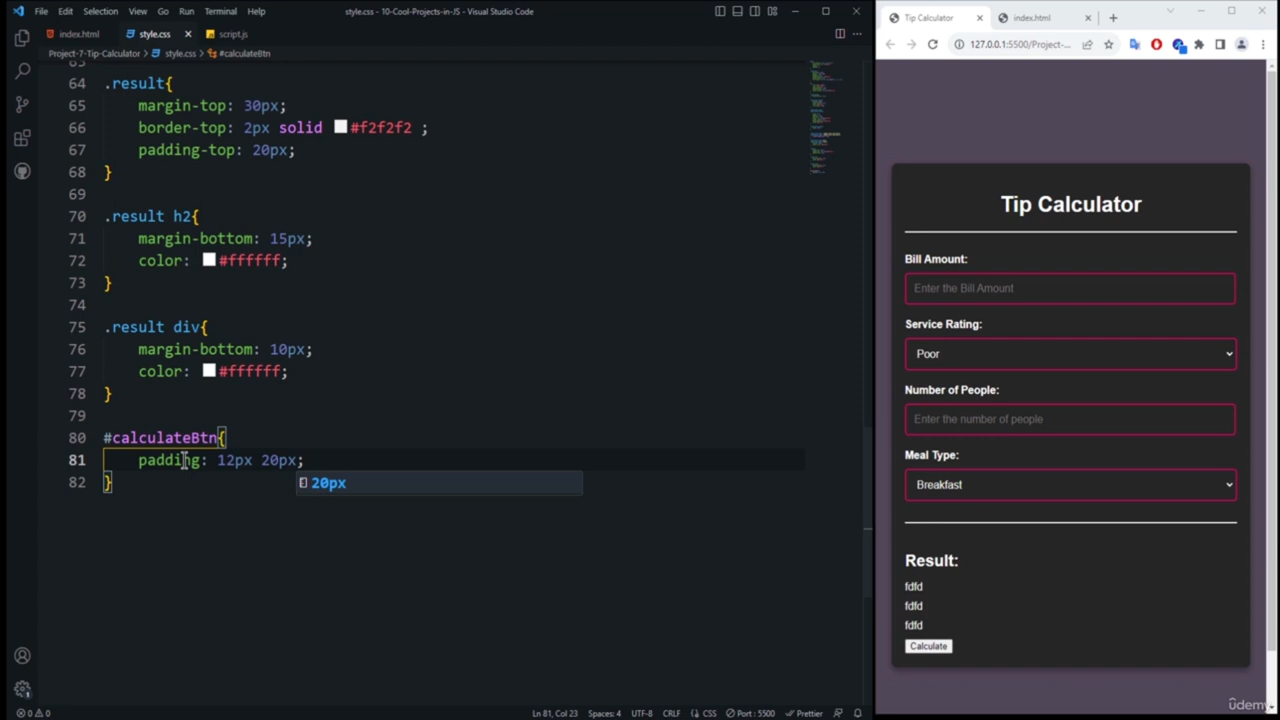 File Edit Selection View Go Run Terminal Help
style.css - 10-Cool-Projects-in-JS - Visual Studio Code
index.html
style.css
script.js
Project-7-Tip-Calculator > style.css > #calculateBtn
64 .result{
65 margin-top: 30px;
66 border-top: 2px solid #f2f2f2 ;
67 padding-top: 20px;
68 }
69
70 .result h2{
71 margin-bottom: 15px;
72 color: #ffffff;
73 }
74
75 .result div{
76 margin-bottom: 10px;
77 color: #ffffff;
78 }
79
80 #calculateBtn{
81 padding: 12px 20px;
20px
82 }
0 0
Ln 81, Col 23
Spaces: 4
UTF-8
CRLF
CSS
Port : 5500
Prettier
Tip Calculator
index.html
127.0.0.1:5500/Project-...
Tip Calculator
Bill Amount:
Enter the Bill Amount
Service Rating:
Poor
Number of People:
Enter the number of people
Meal Type:
Breakfast
Result:
fdfd
fdfd
fdfd
Calculate
udemy